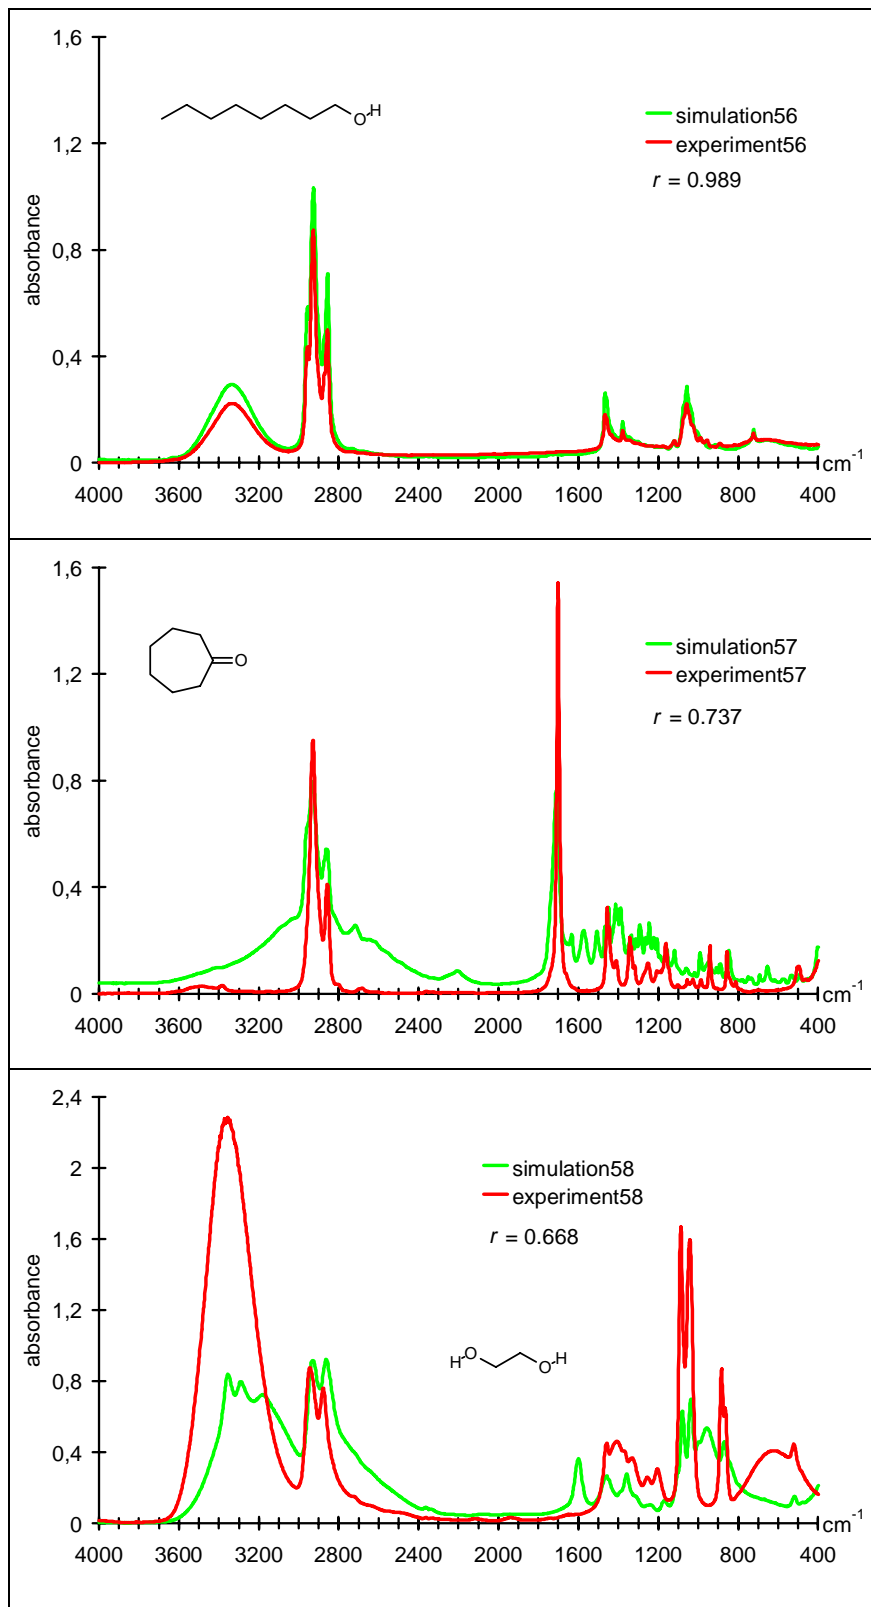 1,6
simulation56
experiment56
r = 0.989
1,2
0,8
0,4
0
absorbance
O H
4000 3600 3200 2800 2400 2000 1600 1200 800 400
cm-1
1,6
simulation57
experiment57
r = 0.737
1,2
0,8
0,4
0
absorbance
O
4000 3600 3200 2800 2400 2000 1600 1200 800 400
cm-1
2,4
2
simulation58
experiment58
r = 0.668
1,6
1,2
0,8
0,4
0
absorbance
H O
O H
4000 3600 3200 2800 2400 2000 1600 1200 800 400
cm-1